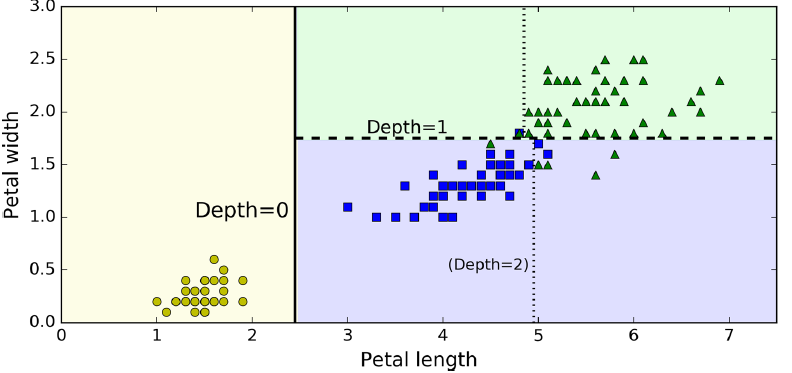 3.0
2.5
2.0
1.5
1.0
0.5
0.0
Petal width
Depth=1
Depth=0
(Depth=2)
0 1 2 3 4 5 6 7
Petal length